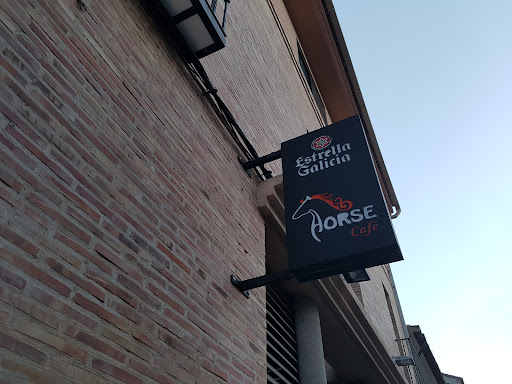 Estrella
Galicia
HORSE
Café